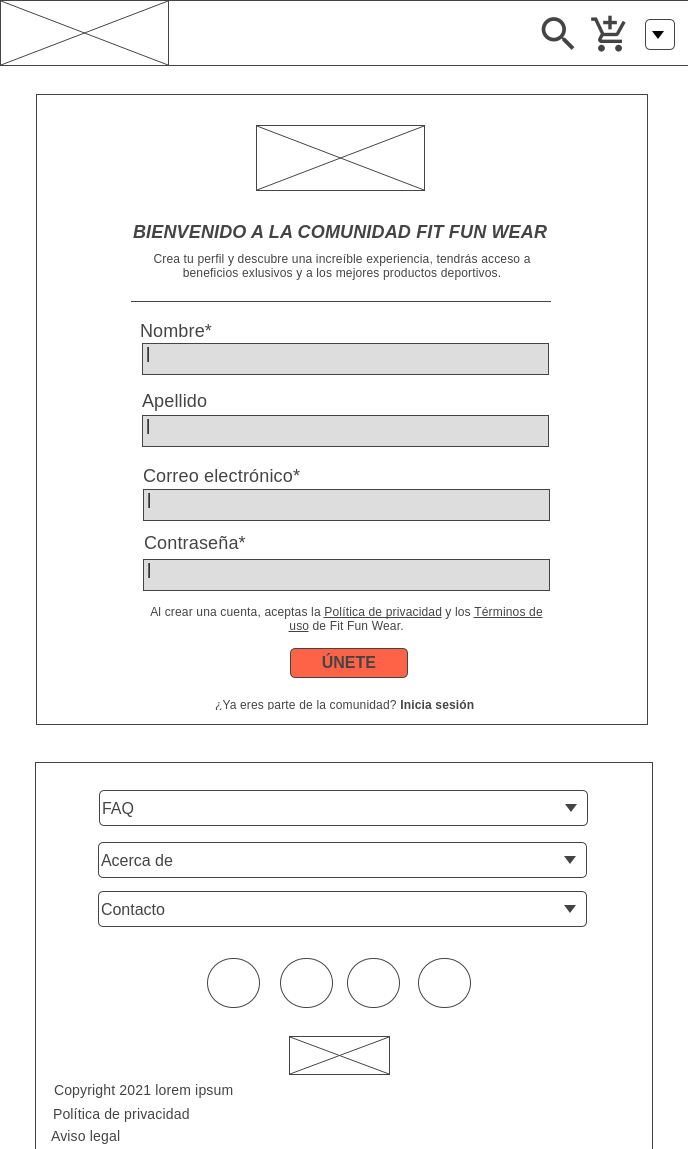 BIENVENIDO A LA COMUNIDAD FIT FUN WEAR
Crea tu perfil y descubre una increíble experiencia, tendrás acceso a
beneficios exlusivos y a los mejores productos deportivos.
Nombre*
Apellido
Correo electrónico*
Contraseña*
Al crear una cuenta, aceptas la Política de privacidad y los Términos de
uso de Fit Fun Wear.
ÚNETE
¿Ya eres parte de la comunidad? Inicia sesión
FAQ
Acerca de
Contacto
Copyright 2021 lorem ipsum
Política de privacidad
Aviso legal